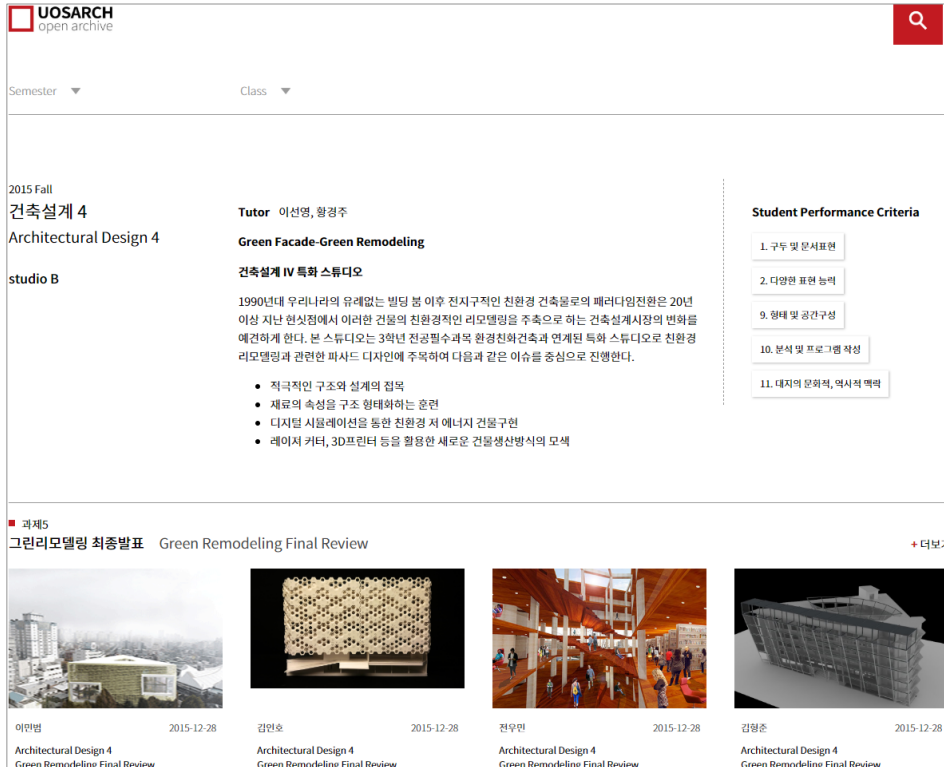 UOSARCH
open archive
Semester
Class
2015 Fall
건축설계 4
Architectural Design 4
studio B
Tutor 이선영, 황경주
Green Facade-Green Remodeling
건축설계 IV 특화 스튜디오
1990년대 우리나라의 유례없는 빌딩 붐 이후 전지구적인 친환경 건축물로의 패러다임전환은 20년
이상 지난 현싯점에서 이러한 건물의 친환경적인 리모델링을 주축으로 하는 건축설계시장의 변화를
예견하게 한다. 본 스튜디오는 3학년 전공필수과목 환경친화건축과 연계된 특화 스튜디오로 친환경
리모델링과 관련한 파사드 디자인에 주목하여 다음과 같은 이슈를 중심으로 진행한다.
• 적극적인 구조와 설계의 접목
• 재료의 속성을 구조 형태화하는 훈련
• 디지털 시뮬레이션을 통한 친환경 저 에너지 건물구현
• 레이저 커터, 3D프린터 등을 활용한 새로운 건물생산방식의 모색
Student Performance Criteria
1. 구두 및 문서표현
2. 다양한 표현 능력
9. 형태 및 공간구성
10. 분석 및 프로그램 작성
11. 대지의 문화적, 역사적 맥락
과제5
그린리모델링 최종발표 Green Remodeling Final Review
+ 더보기
이민범 2015-12-28
Architectural Design 4
Green Remodeling Final Review
김인호 2015-12-28
Architectural Design 4
Green Remodeling Final Review
전우민 2015-12-28
Architectural Design 4
Green Remodeling Final Review
김형준 2015-12-28
Architectural Design 4
Green Remodeling Final Review